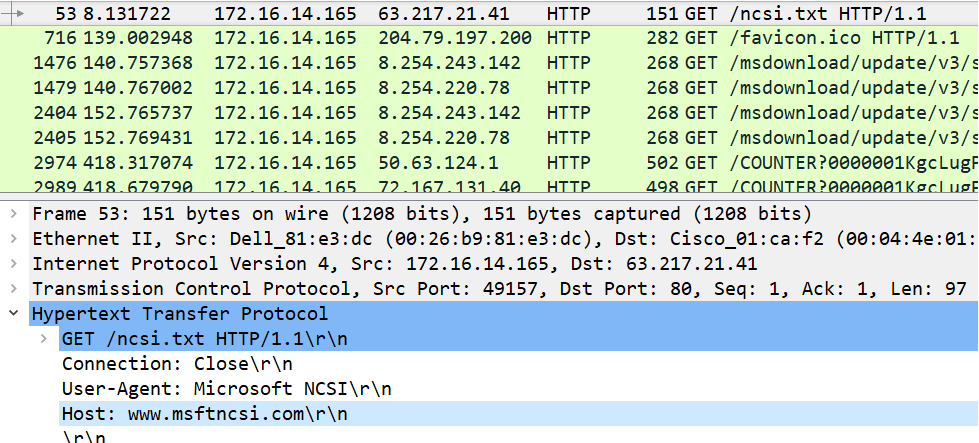 53 8.131722 172.16.14.165 63.217.21.41 HTTP 151 GET /ncsi.txt HTTP/1.1
716 139.002948 172.16.14.165 204.79.197.200 HTTP 282 GET /favicon.ico HTTP/1.1
1476 140.757368 172.16.14.165 8.254.243.142 HTTP 268 GET /msdownload/update/v3/s
1479 140.767002 172.16.14.165 8.254.220.78 HTTP 268 GET /msdownload/update/v3/s
2404 152.765737 172.16.14.165 8.254.243.142 HTTP 268 GET /msdownload/update/v3/s
2405 152.769431 172.16.14.165 8.254.220.78 HTTP 268 GET /msdownload/update/v3/s
2974 418.317074 172.16.14.165 50.63.124.1 HTTP 502 GET /COUNTER?0000001KgcLugP
2989 418.679790 172.16.14.165 72.167.131.40 HTTP 498 GET /COUNTER?0000001KgcLugP
Frame 53: 151 bytes on wire (1208 bits), 151 bytes captured (1208 bits)
Ethernet II, Src: Dell_81:e3:dc (00:26:b9:81:e3:dc), Dst: Cisco_01:ca:f2 (00:04:4e:01:
Internet Protocol Version 4, Src: 172.16.14.165, Dst: 63.217.21.41
Transmission Control Protocol, Src Port: 49157, Dst Port: 80, Seq: 1, Ack: 1, Len: 97
Hypertext Transfer Protocol
GET /ncsi.txt HTTP/1.1\r\n
Connection: Close\r\n
User-Agent: Microsoft NCSI\r\n
Host: www.msftncsi.com\r\n
\r\n